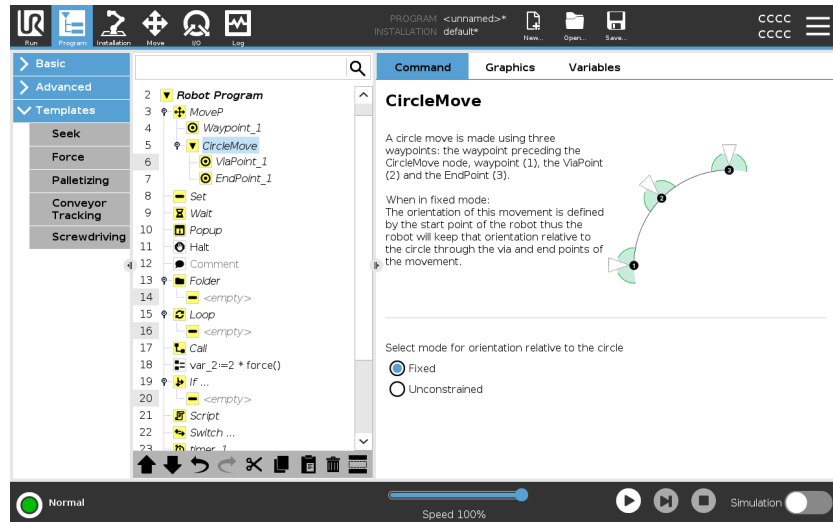 UR
Run
Program
Installation
Move
I/O
Log
PROGRAM <unnamed>*
INSTALLATION default*
New...
Open...
Save...
CCCC
CCCC
Basic
Advanced
Templates
Seek
Force
Palletizing
Conveyor
Tracking
Screwdriving
2 Robot Program
3 MoveP
4 Waypoint_1
5 CircleMove
6 ViaPoint_1
7 EndPoint_1
8 Set
9 Wait
10 Popup
11 Halt
12 Comment
13 Folder
14 <empty>
15 Loop
16 <empty>
17 Call
18 var_2:=2 * force()
19 If ...
20 <empty>
21 Script
22 Switch ...
23 timer_1
Command Graphics Variables
CircleMove
A circle move is made using three
waypoints: the waypoint preceding the
CircleMove node, waypoint (1), the ViaPoint
(2) and the EndPoint (3).
When in fixed mode:
The orientation of this movement is defined
by the start point of the robot thus the
robot will keep that orientation relative to
the circle through the via and end points of
the movement.
1
2
3
Select mode for orientation relative to the circle
Fixed
Unconstrained
Normal
Speed 100%
Simulation